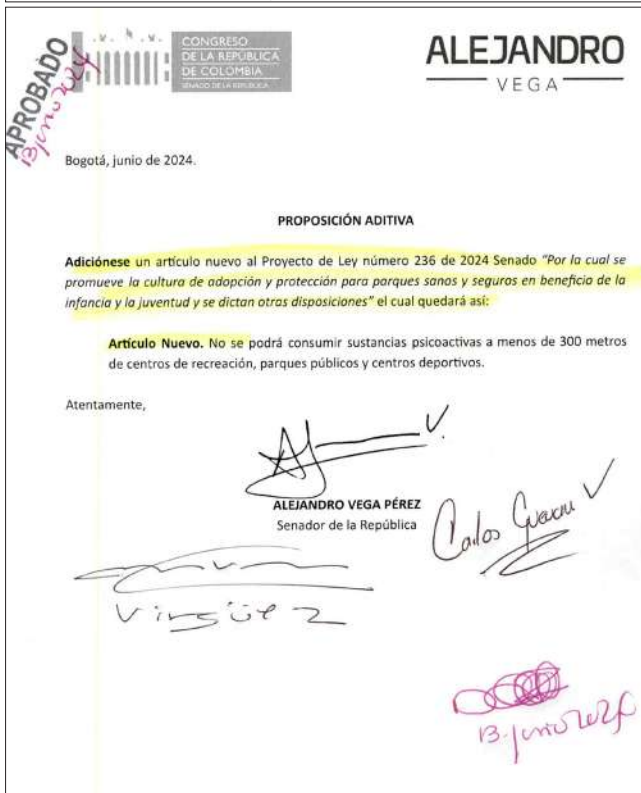 APROBADO
13 junio 2024
CONGRESO
DE LA REPÚBLICA
DE COLOMBIA
SENADO DE LA REPÚBLICA
ALEJANDRO
VEGA
Bogotá, junio de 2024.
PROPOSICIÓN ADITIVA
Adiciónese un artículo nuevo al Proyecto de Ley número 236 de 2024 Senado "Por la cual se
promueve la cultura de adopción y protección para parques sanos y seguros en beneficio de la
infancia y la juventud y se dictan otras disposiciones" el cual quedará así:
Artículo Nuevo. No se podrá consumir sustancias psicoactivas a menos de 300 metros
de centros de recreación, parques públicos y centros deportivos.
Atentamente,
ALEJANDRO VEGA PÉREZ
Senador de la República
Carlos
Virgüez
13-junio 2024